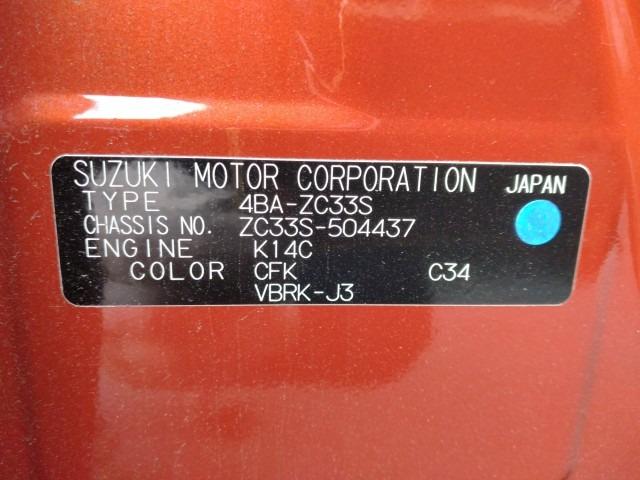 SUZUKI MOTOR CORPORATION JAPAN
TYPE 4BA-ZC33S
CHASSIS NO. ZC33S-504437
ENGINE K14C
COLOR CFK C34
VBRK-J3